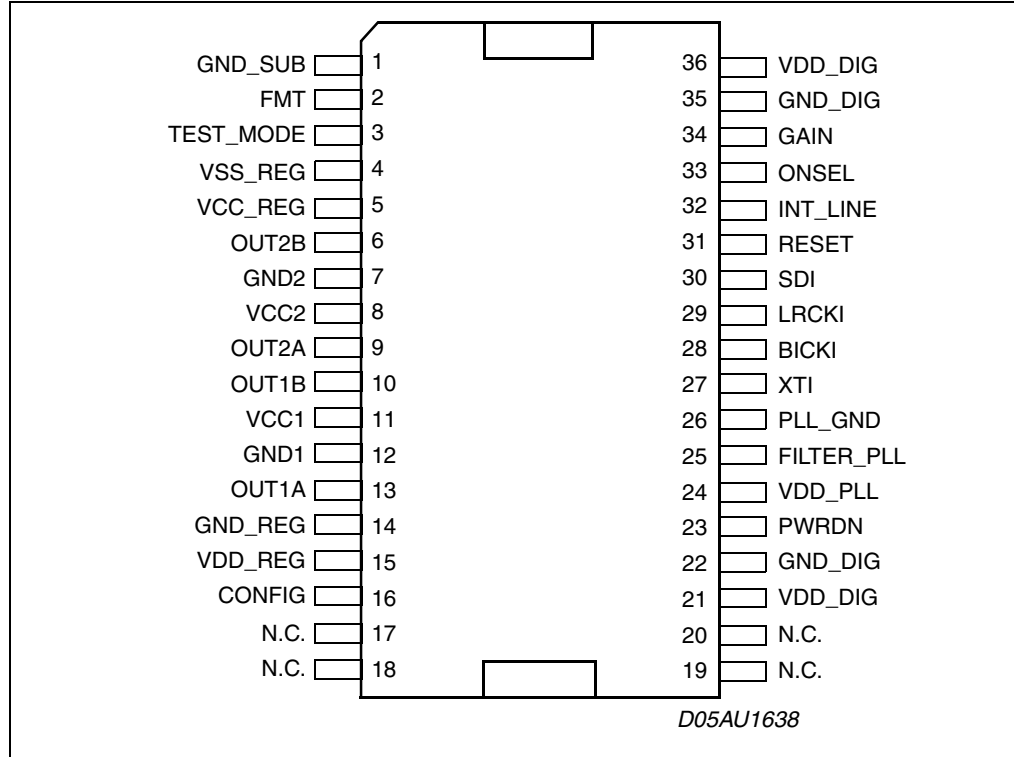 GND_SUB 1 36 VDD_DIG
FMT 2 35 GND_DIG
TEST_MODE 3 34 GAIN
VSS_REG 4 33 ONSEL
VCC_REG 5 32 INT_LINE
OUT2B 6 31 RESET
GND2 7 30 SDI
VCC2 8 29 LRCKI
OUT2A 9 28 BICKI
OUT1B 10 27 XTI
VCC1 11 26 PLL_GND
GND1 12 25 FILTER_PLL
OUT1A 13 24 VDD_PLL
GND_REG 14 23 PWRDN
VDD_REG 15 22 GND_DIG
CONFIG 16 21 VDD_DIG
N.C. 17 20 N.C.
N.C. 18 19 N.C.
D05AU1638